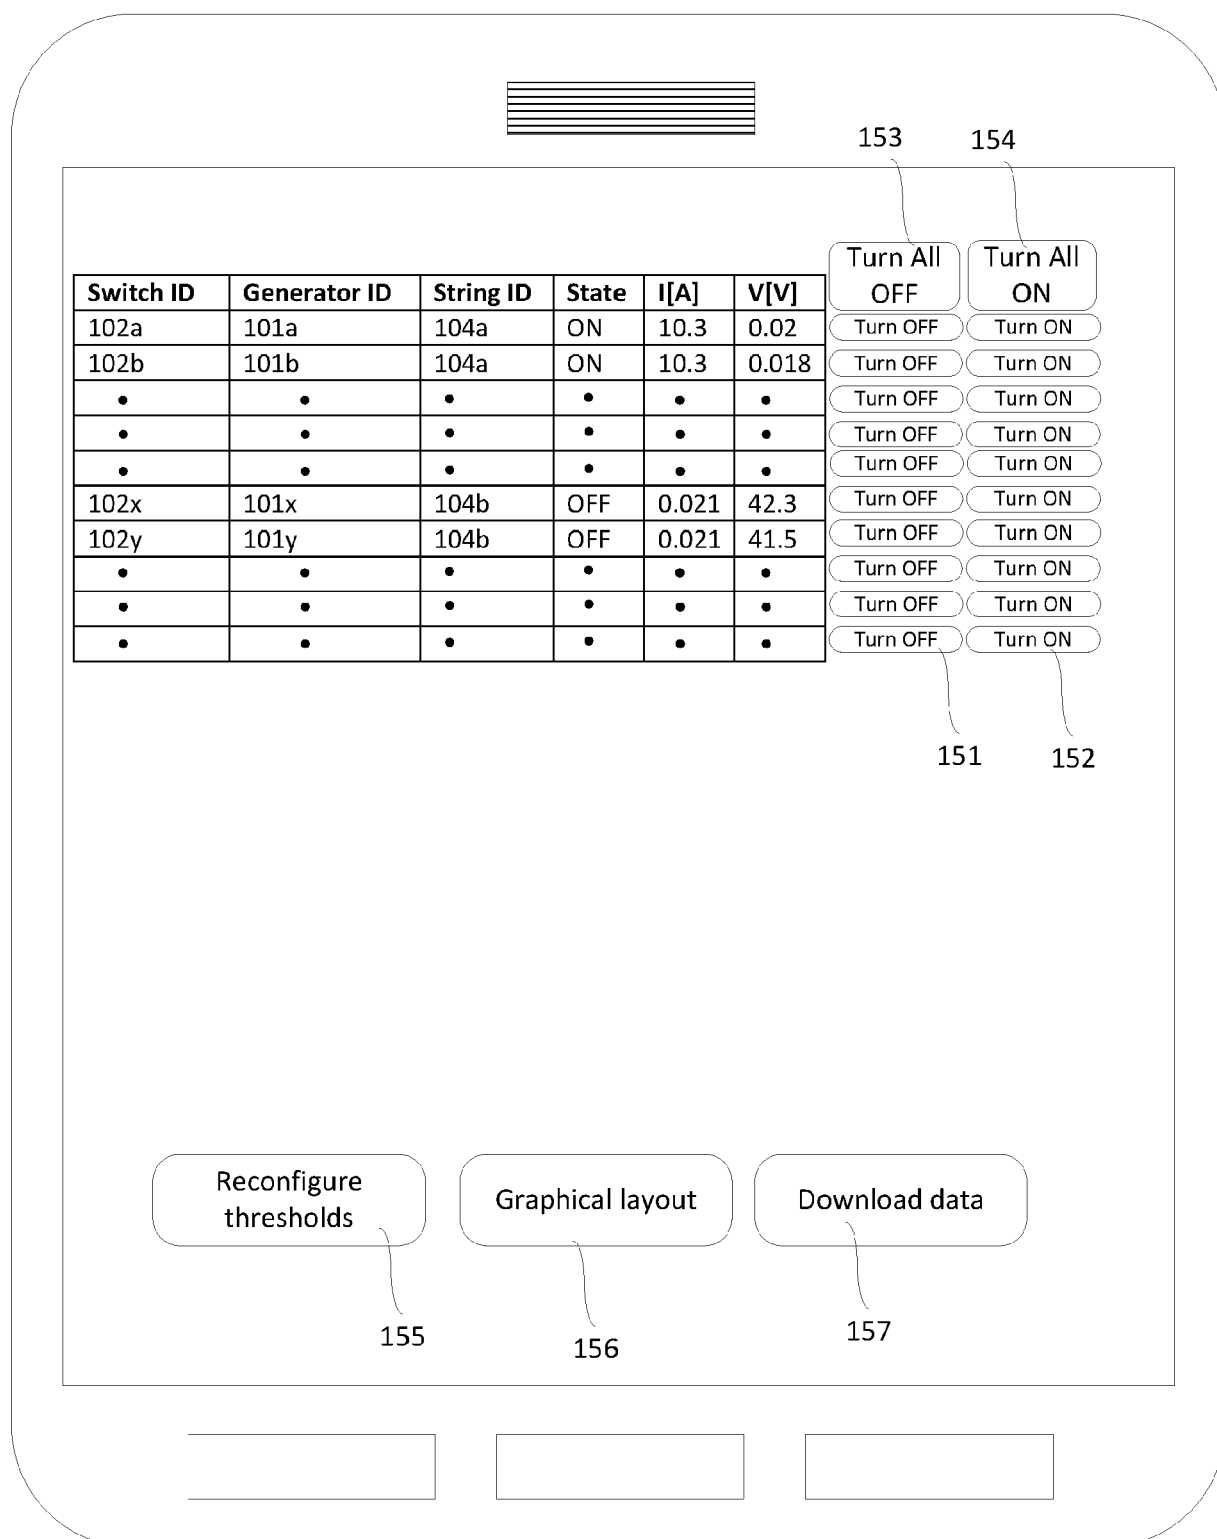 153 154
Turn All Turn All
OFF ON
Switch ID Generator ID String ID State I[A] V[V]
102a 101a 104a ON 10.3 0.02 Turn OFF Turn ON
102b 101b 104a ON 10.3 0.018 Turn OFF Turn ON
• • • • • • Turn OFF Turn ON
• • • • • • Turn OFF Turn ON
• • • • • • Turn OFF Turn ON
102x 101x 104b OFF 0.021 42.3 Turn OFF Turn ON
102y 101y 104b OFF 0.021 41.5 Turn OFF Turn ON
• • • • • • Turn OFF Turn ON
• • • • • • Turn OFF Turn ON
• • • • • • Turn OFF Turn ON
151 152
Reconfigure
thresholds
Graphical layout
Download data
155 156 157